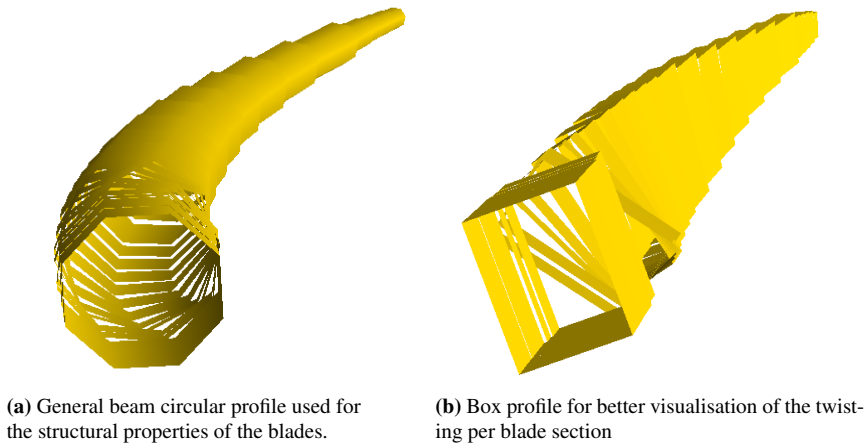 (a) General beam circular profile used for
the structural properties of the blades.
(b) Box profile for better visualisation of the twist-
ing per blade section